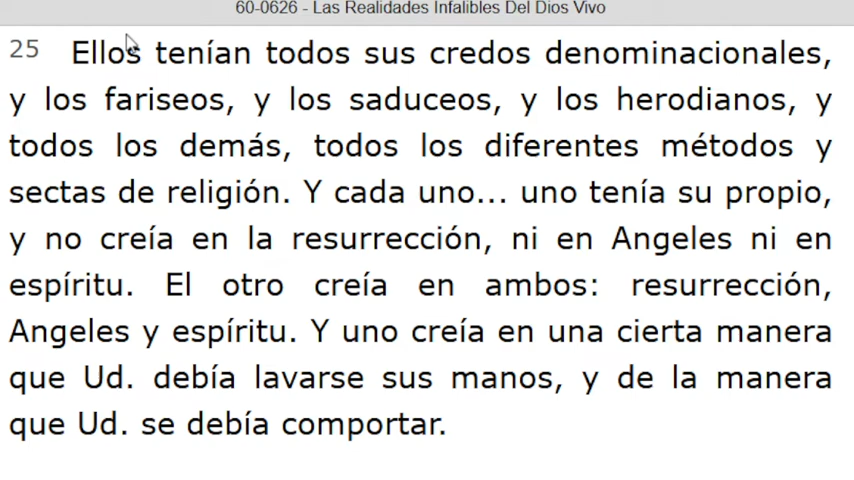 60-0626 - Las Realidades Infalibles Del Dios Vivo
25 Ellos tenían todos sus credos denominacionales,
y los fariseos, y los saduceos, y los herodianos, y
todos los demás, todos los diferentes métodos y
sectas de religión. Y cada uno... uno tenía su propio,
y no creía en la resurrección, ni en Angeles ni en
espíritu. El otro creía en ambos: resurrección,
Angeles y espíritu. Y uno creía en una cierta manera
que Ud. debía lavarse sus manos, y de la manera
que Ud. se debía comportar.